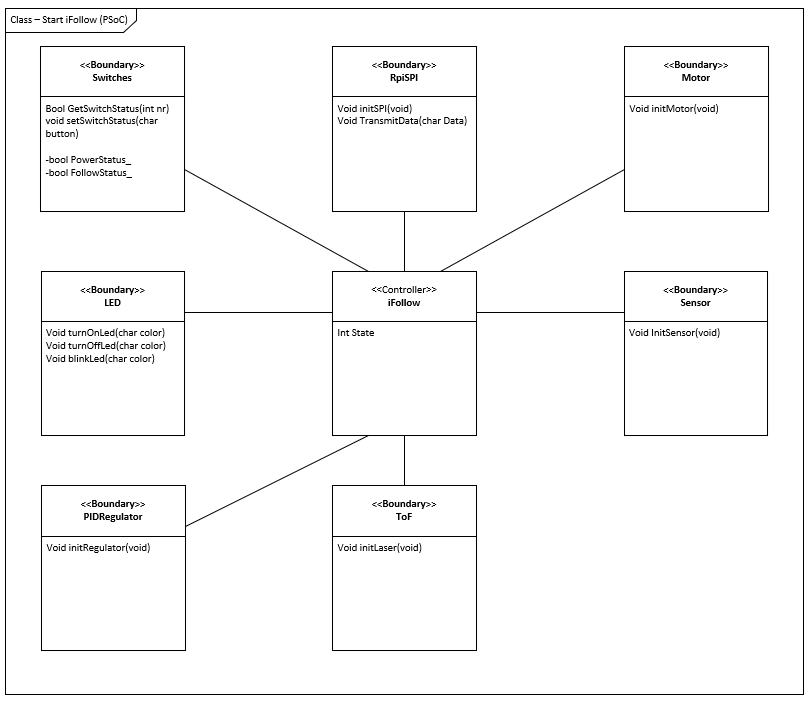 Class – Start iFollow (PSoC)
<<Boundary>>
Switches
Bool GetSwitchStatus(int nr)
void setSwitchStatus(char
button)
-bool PowerStatus_
-bool FollowStatus_
<<Boundary>>
RpiSPI
Void initSPI(void)
Void TransmitData(char Data)
<<Boundary>>
Motor
Void initMotor(void)
<<Boundary>>
LED
Void turnOnLed(char color)
Void turnOffLed(char color)
Void blinkLed(char color)
<<Controller>>
iFollow
Int State
<<Boundary>>
Sensor
Void InitSensor(void)
<<Boundary>>
PIDRegulator
Void initRegulator(void)
<<Boundary>>
ToF
Void initLaser(void)